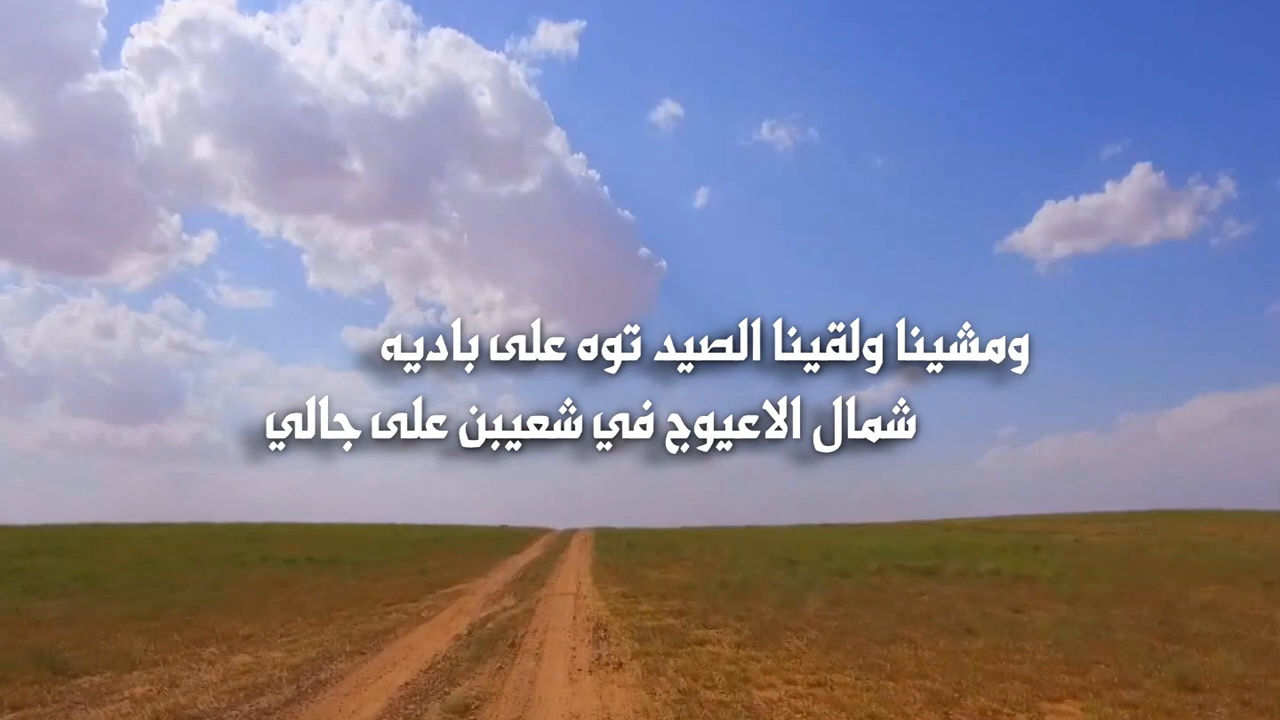 ومشينا ولقينا الصيد توه على باديه
شمال الاعيوج في شعيبن على جالي